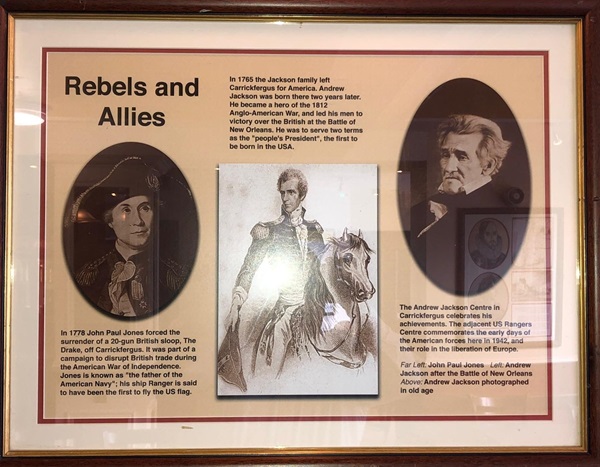 Rebels and
Allies
In 1765 the Jackson family left
Carrickfergus for America. Andrew
Jackson was born there two years later.
He became a hero of the 1812
Anglo-American War, and led his men to
victory over the British at the Battle of
New Orleans. He was to serve two terms
as the "people's President", the first to
be born in the USA.
In 1778 John Paul Jones forced the
surrender of a 20-gun British sloop, The
Drake, off Carrickfergus. It was part of a
campaign to disrupt British trade during
the American War of Independence.
Jones is known as "the father of the
American Navy"; his ship Ranger is said
to have been the first to fly the US flag.
The Andrew Jackson Centre in
Carrickfergus celebrates his
achievements. The adjacent US Rangers
Centre commemorates the early days of
the American forces here in 1942, and
their role in the liberation of Europe.
Far Left: John Paul Jones Left: Andrew
Jackson after the Battle of New Orleans
Above: Andrew Jackson photographed
in old age